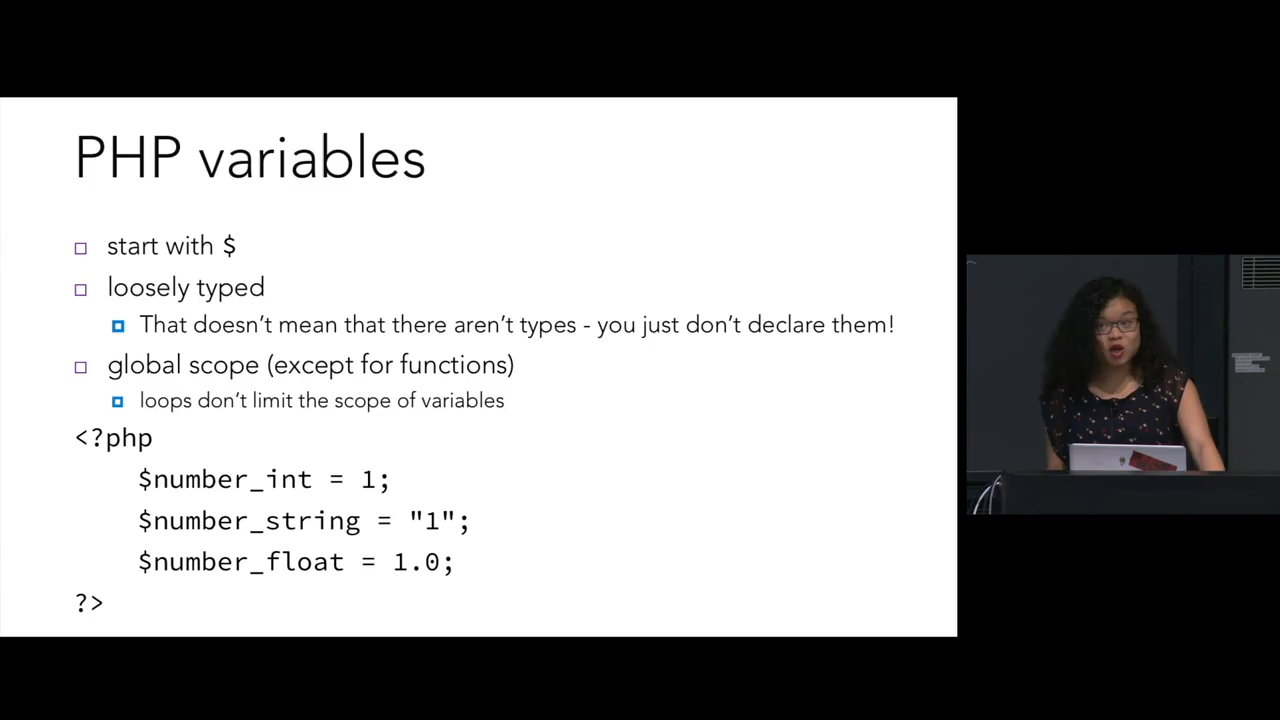 PHP variables
start with $
loosely typed
That doesn’t mean that there aren’t types - you just don’t declare them!
global scope (except for functions)
loops don’t limit the scope of variables
<?php
$number_int = 1;
$number_string = "1";
$number_float = 1.0;
?>